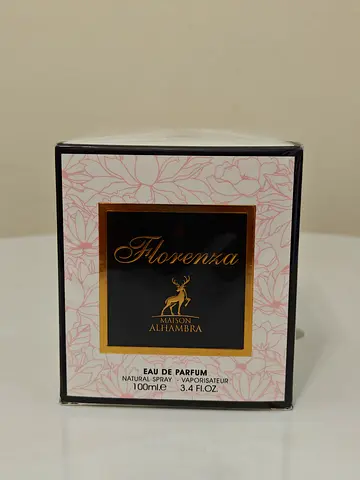 Florenza
MAISON
ALHAMBRA
EAU DE PARFUM
NATURAL SPRAY - VAPORISATEUR
100ml.e 3.4 Fl.OZ.